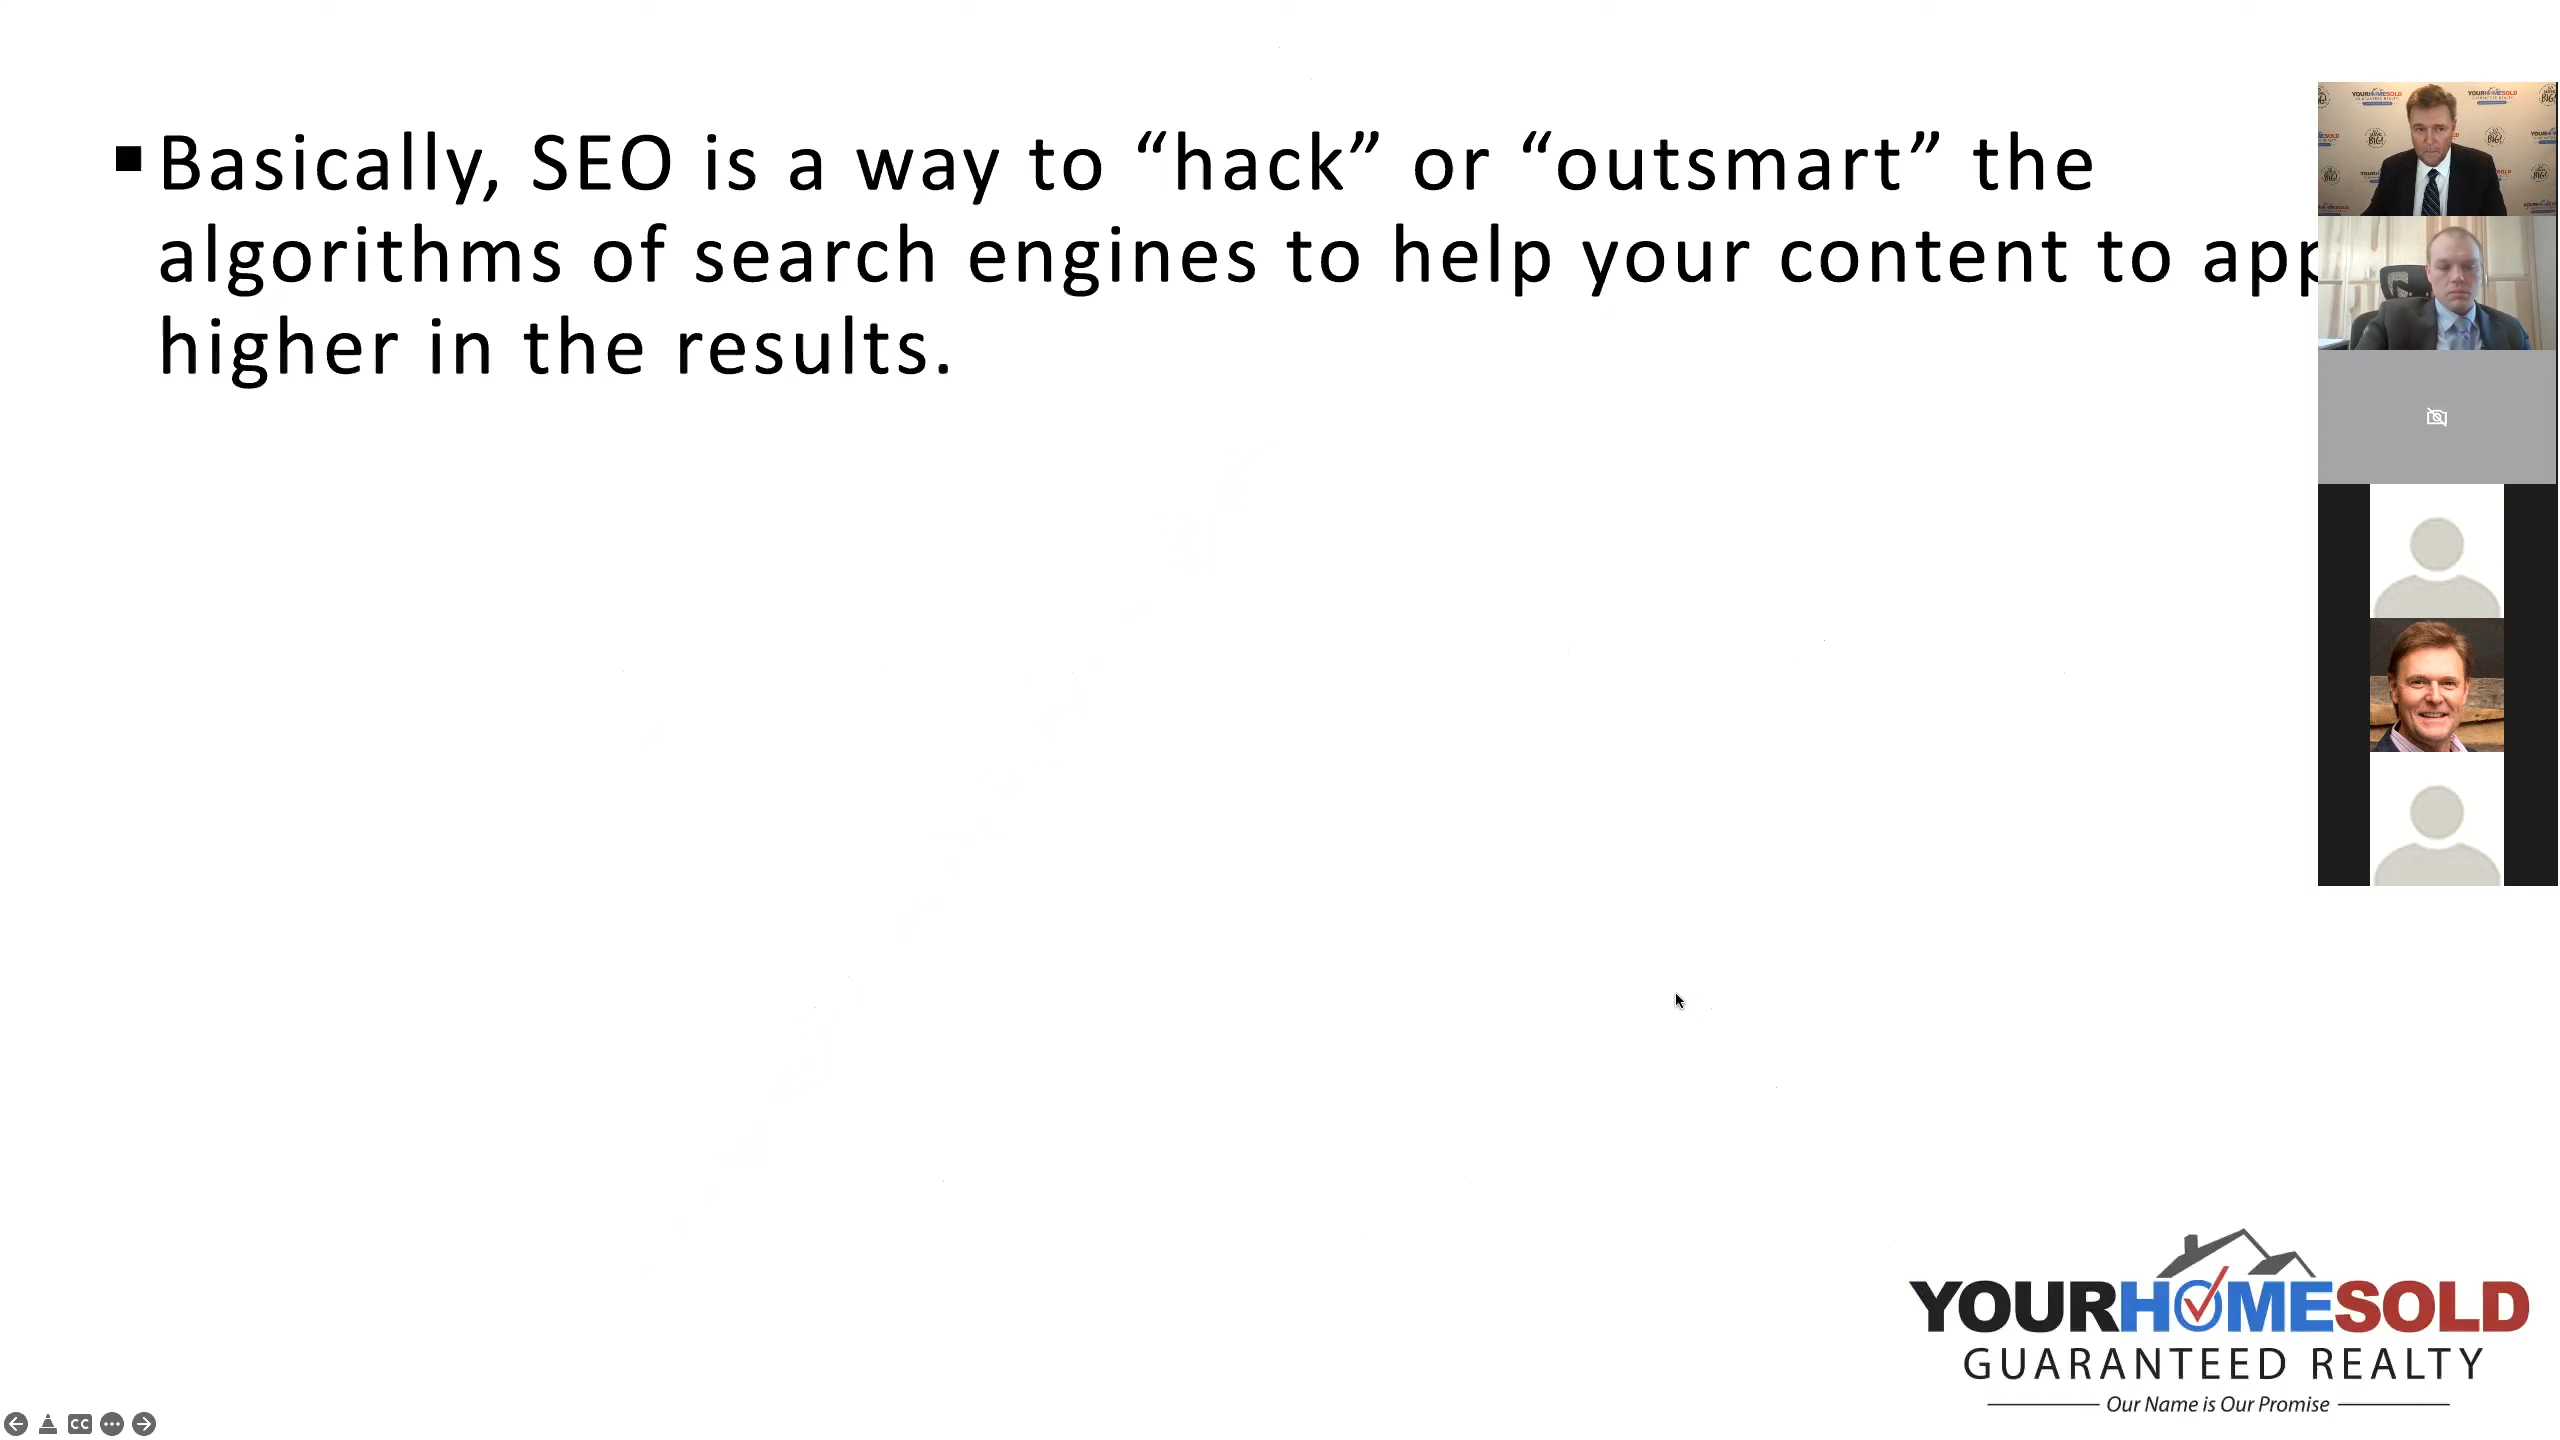 ▪ Basically, SEO is a way to “hack” or “outsmart” the
algorithms of search engines to help your content to
higher in the results.
YOURHOMESOLD
GUARANTEED REALTY
Our Name is Our Promise
CC